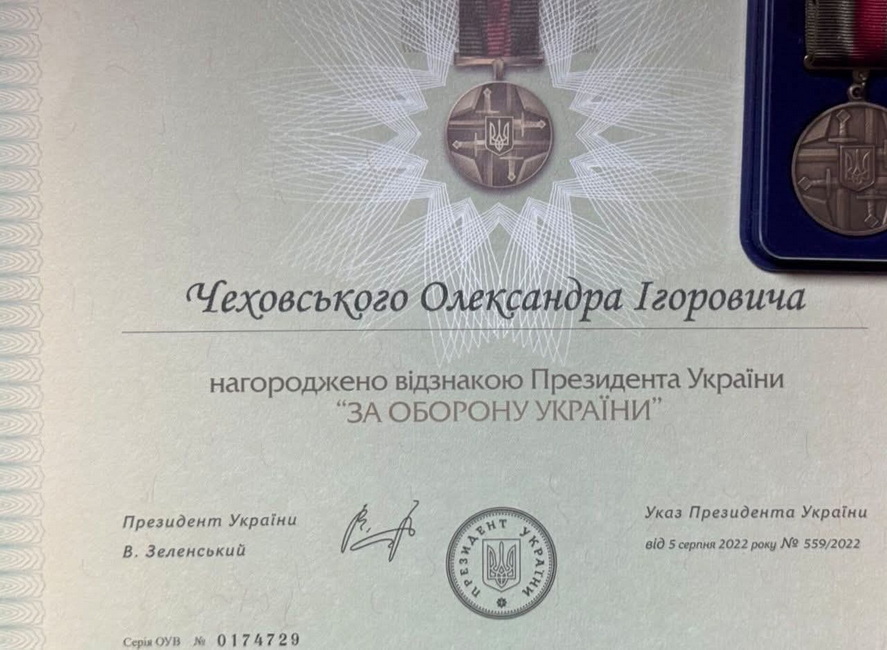 Чеховського Олександра Ігоровича
нагороджено відзнакою Президента України
“ЗА ОБОРОНУ УКРАЇНИ”
Президент України
В. Зеленський
ПРЕЗИДЕНТ УКРАЇНИ
Указ Президента України
від 5 серпня 2022 року № 559/2022
Серія ОУВ № 0174729